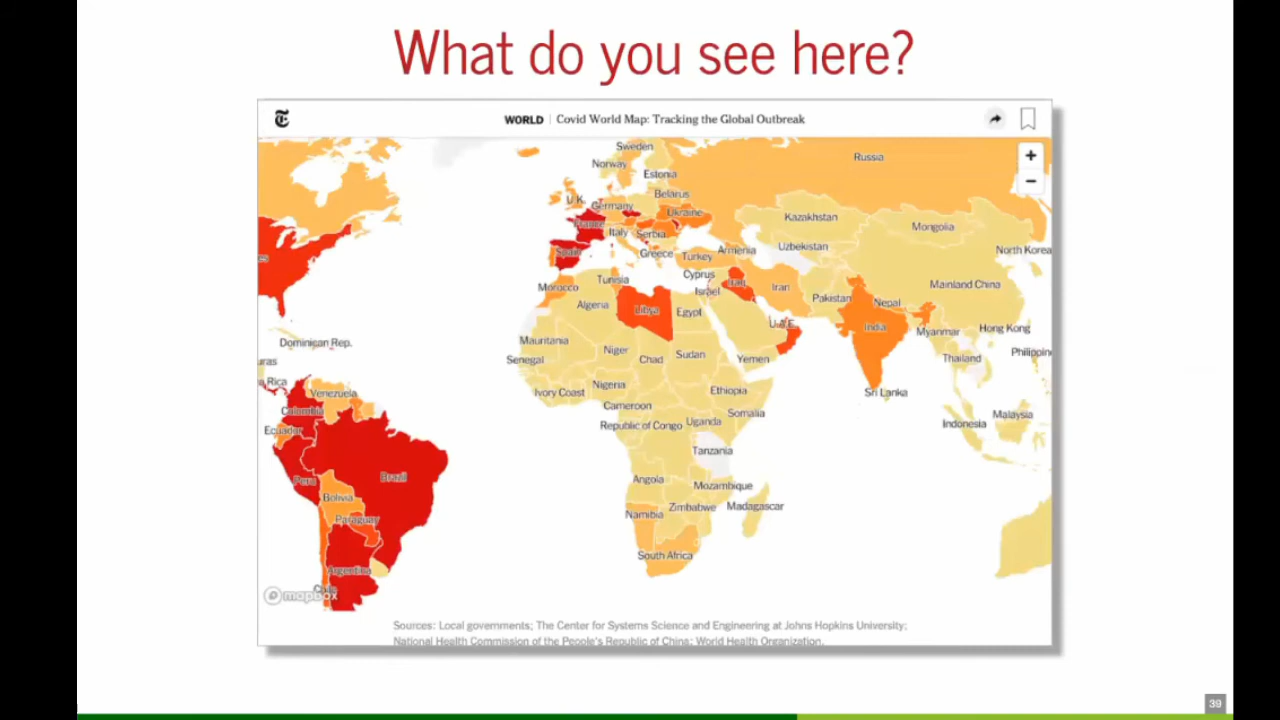 What do you see here?
WORLD | Covid World Map: Tracking the Global Outbreak
+
−
Sweden
Russia
Norway
Estonia
Belarus
U.K.
Germany
Ukraine
Kazakhstan
France
Italy
Serbia
Mongolia
Spain
Greece
Turkey
Armenia
Uzbekistan
North Korea
Cyprus
Tunisia
Iraq
Iran
Mainland China
Morocco
Israel
Pakistan
Nepal
Algeria
Libya
Egypt
U.A.E.
India
Myanmar
Hong Kong
Dominican Rep.
Mauritania
Niger
Chad
Sudan
Yemen
Thailand
Philippin
Senegal
uras
a Rica
Venezuela
Ivory Coast
Nigeria
Ethiopia
Sri Lanka
Colombia
Cameroon
Somalia
Malaysia
Ecuador
Republic of Congo
Uganda
Indonesia
Tanzania
Peru
Brazil
Angola
Mozambique
Bolivia
Namibia
Zimbabwe
Madagascar
Paraguay
South Africa
Argentina
mapbox
Sources: Local governments; The Center for Systems Science and Engineering at Johns Hopkins University;
National Health Commission of the People's Republic of China; World Health Organization.
39